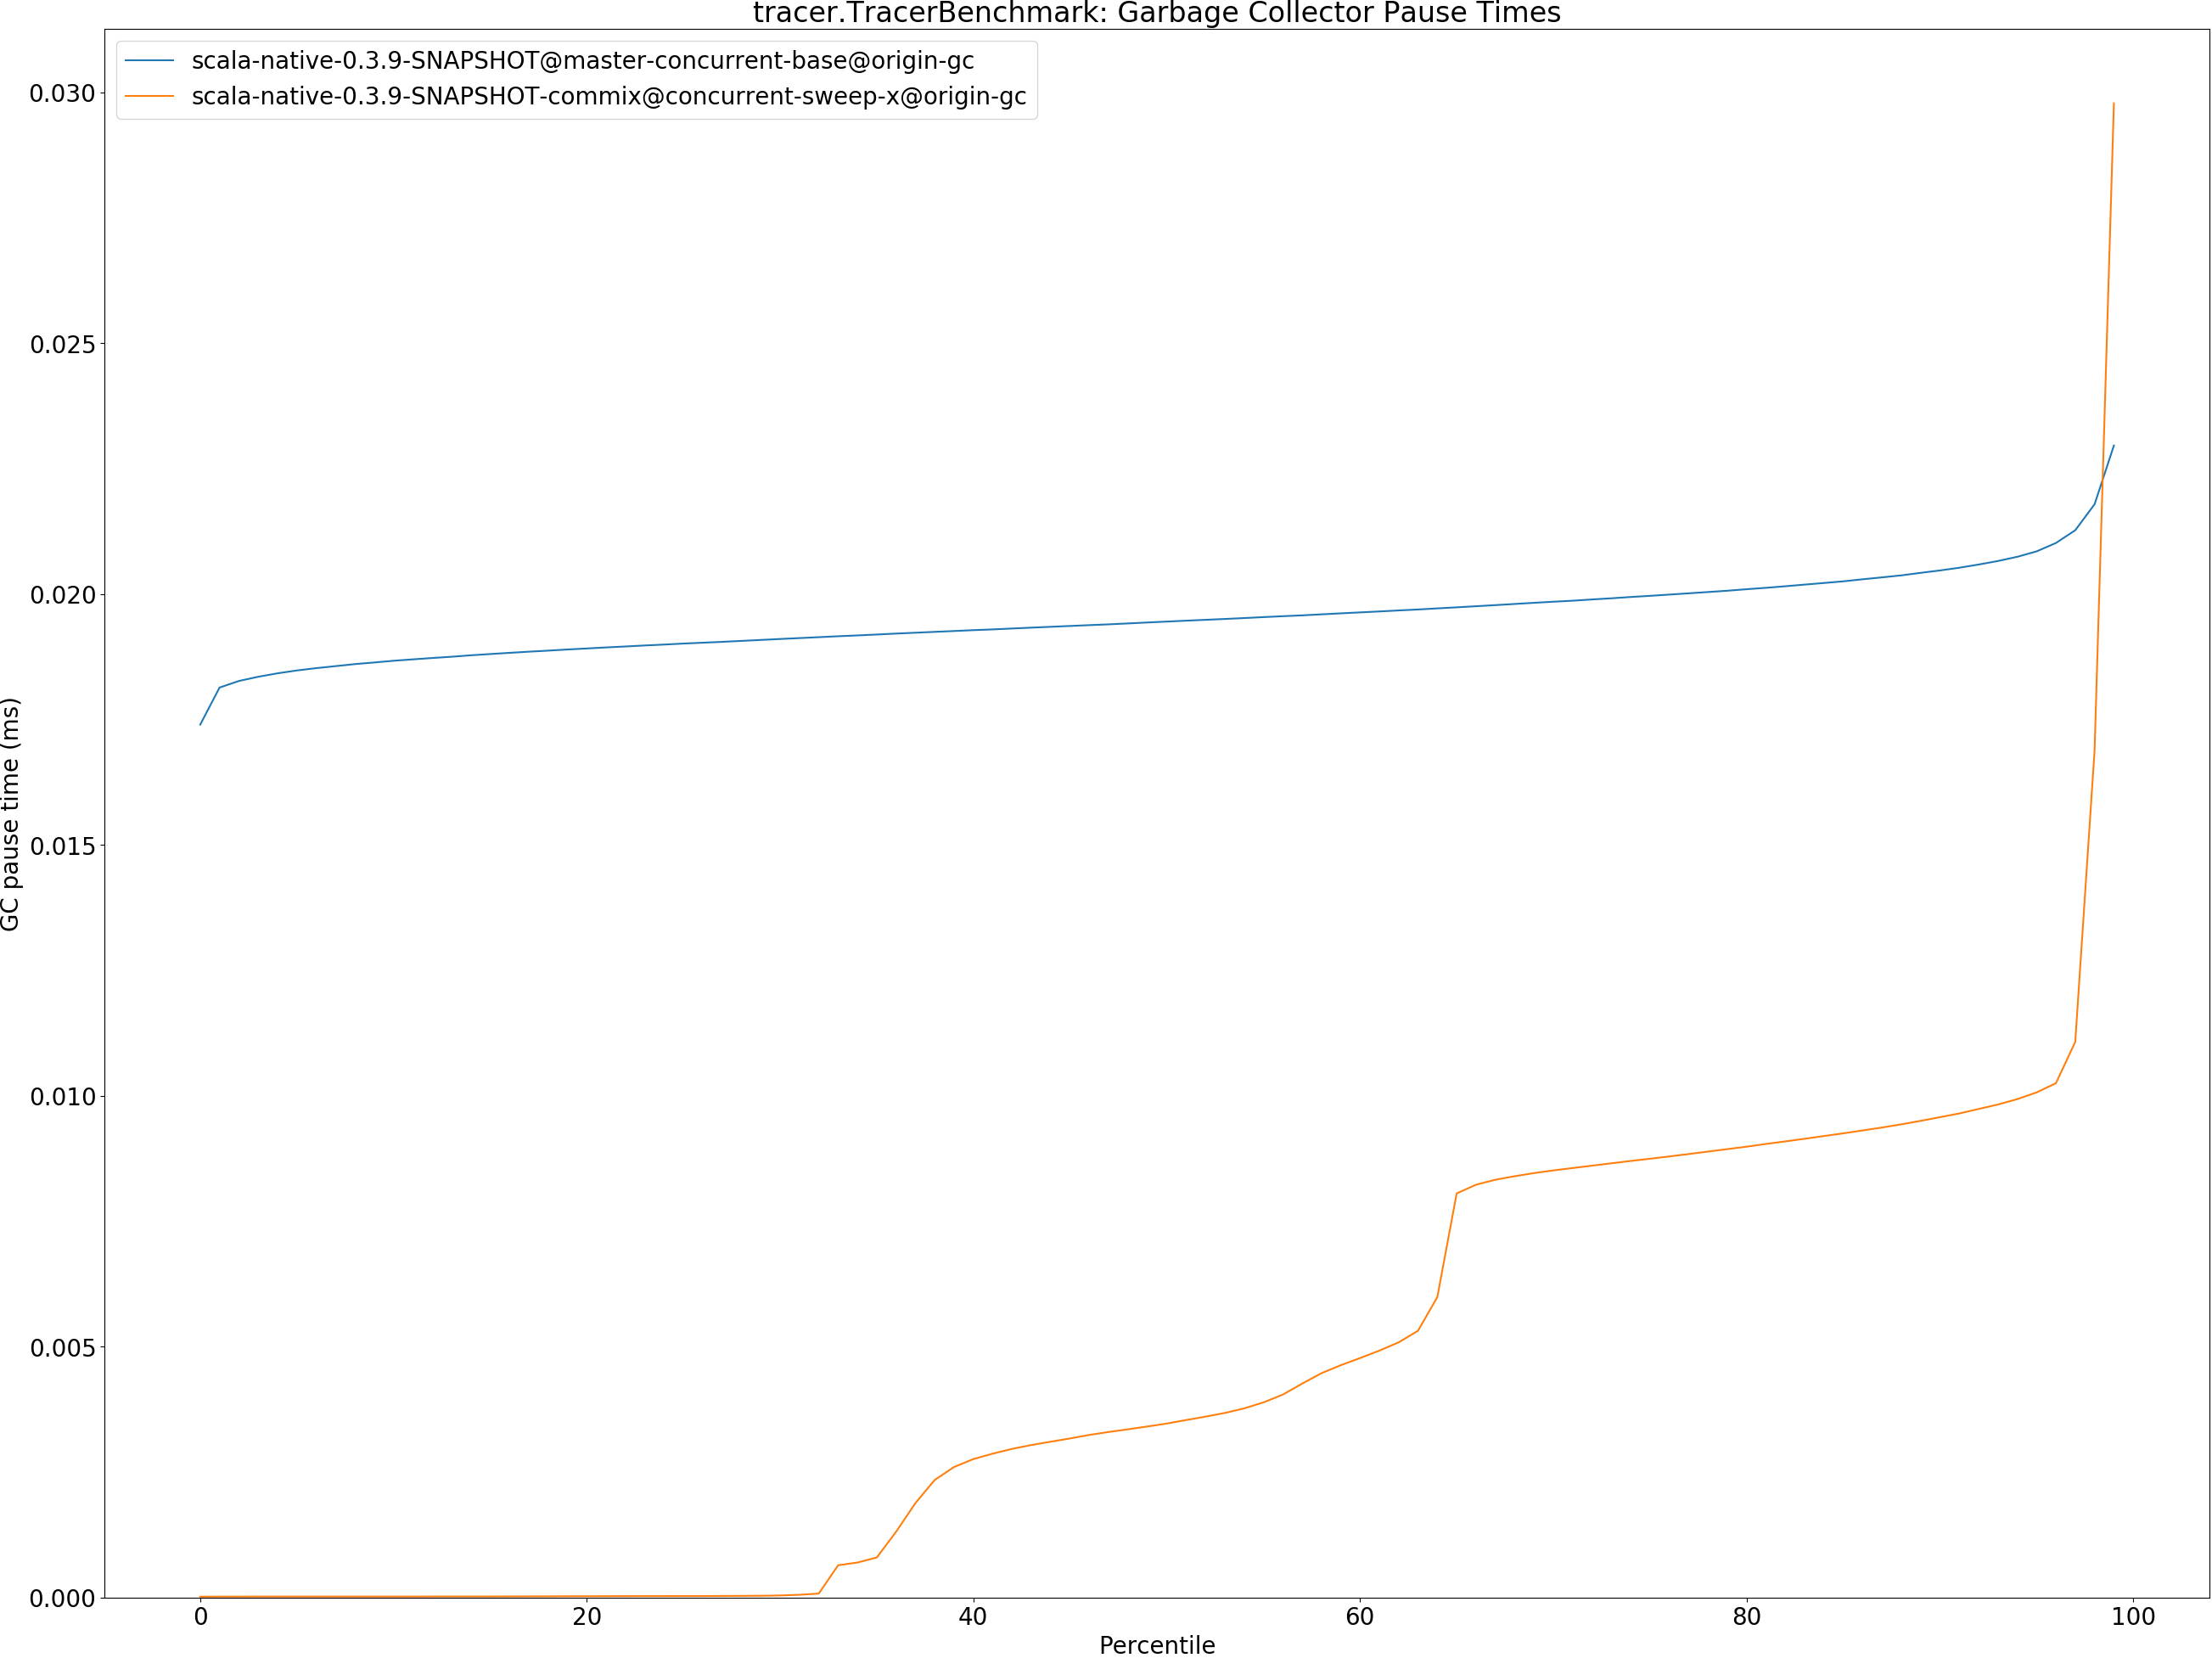 tracer.TracerBenchmark: Garbage Collector Pause Times
scala-native-0.3.9-SNAPSHOT@master-concurrent-base@origin-gc
scala-native-0.3.9-SNAPSHOT-commix@concurrent-sweep-x@origin-gc
0.030
0.025
0.020
0.015
0.010
0.005
0.000
GC pause time (ms)
0 20 40 60 80 100
Percentile